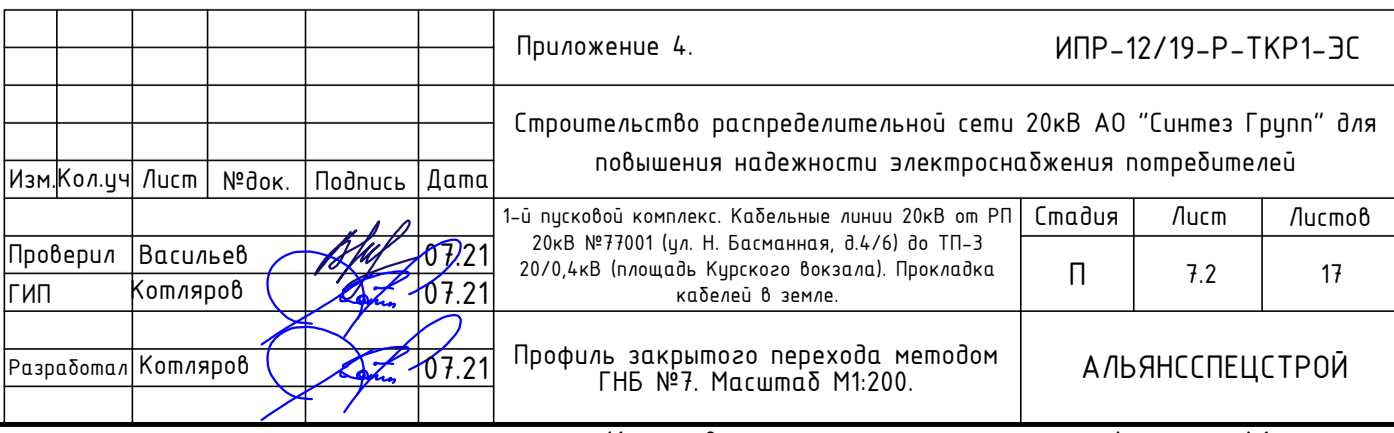 Приложение 4. ИПР-12/19-Р-ТКР1-ЭС
Строительство распределительной сети 20кВ АО "Синтез Групп" для
повышения надежности электроснабжения потребителей
Изм. Кол.уч Лист №док. Подпись Дата
1-й пусковой комплекс. Кабельные линии 20кВ от РП
20кВ №77001 (ул. Н. Басманная, д.4/6) до ТП-3
20/0,4кВ (площадь Курского вокзала). Прокладка
кабелей в земле.
Стадия Лист Листов
П 7.2 17
Проверил Васильев 07.21
ГИП Котляров 07.21
Разработал Котляров 07.21
Профиль закрытого перехода методом
ГНБ №7. Масштаб М1:200.
АЛЬЯНССПЕЦСТРОЙ